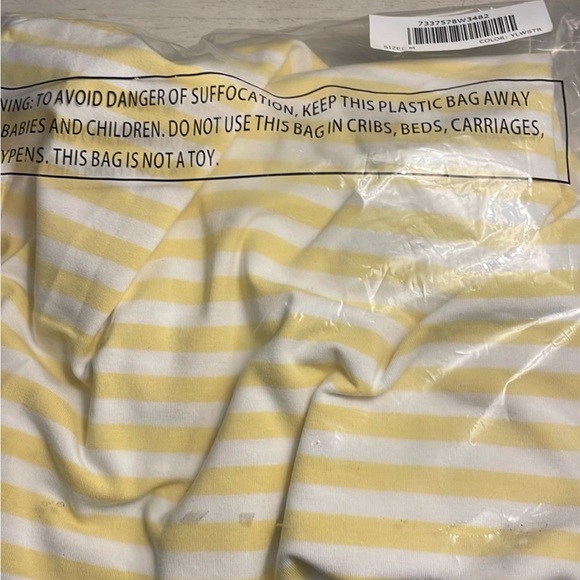 7337578W3482
SIZE: M COLOR: YLWSTR
NING: TO AVOID DANGER OF SUFFOCATION, KEEP THIS PLASTIC BAG AWAY
BABIES AND CHILDREN. DO NOT USE THIS BAG IN CRIBS, BEDS, CARRIAGES,
YPENS. THIS BAG IS NOT A TOY.